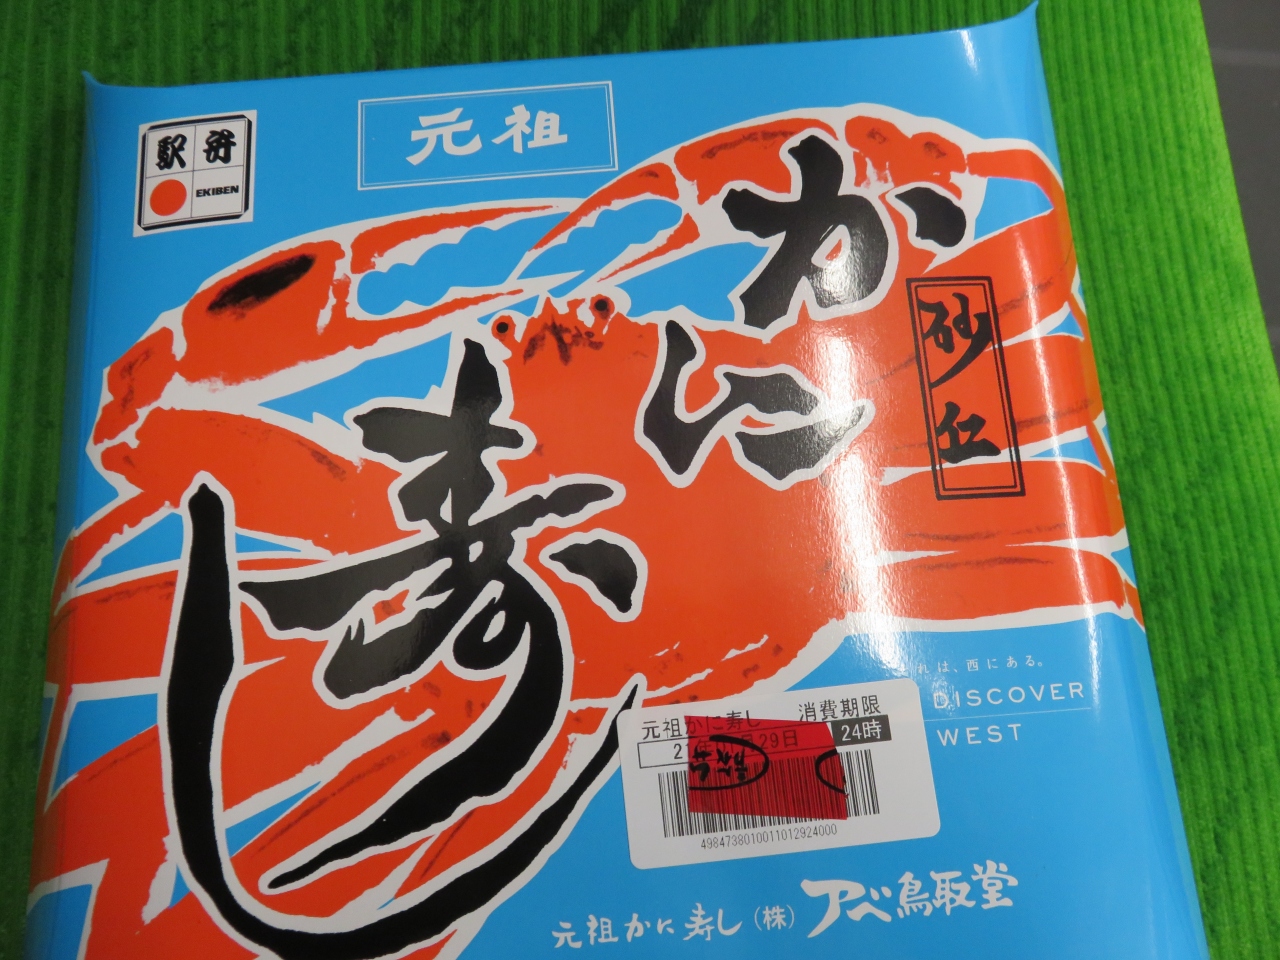 駅弁
EKIBEN
元祖
かに
寿し
砂丘
れは、西にある。
DISCOVER
WEST
元祖かに寿し 消費期限
29日 24時
4984738010011012924000
元祖かに寿し(株)アベ鳥取堂